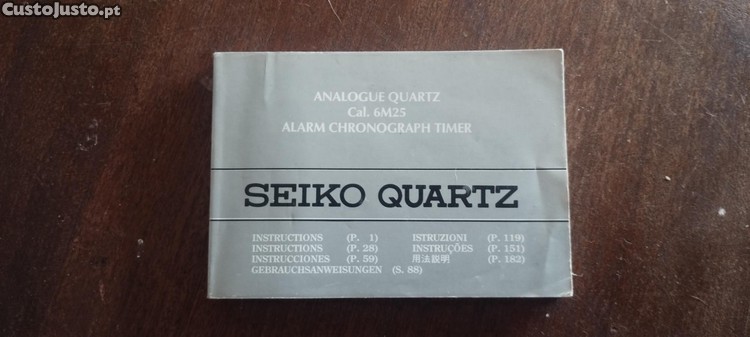 CustoJusto.pt
ANALOGUE QUARTZ
Cal. 6M25
ALARM CHRONOGRAPH TIMER
SEIKO QUARTZ
INSTRUCTIONS (P. 1) ISTRUZIONI (P. 119)
INSTRUCTIONS (P. 28) INSTRUÇÕES (P. 151)
INSTRUCCIONES (P. 59) 用法説明 (P. 182)
GEBRAUCHSANWEISUNGEN (S. 88)